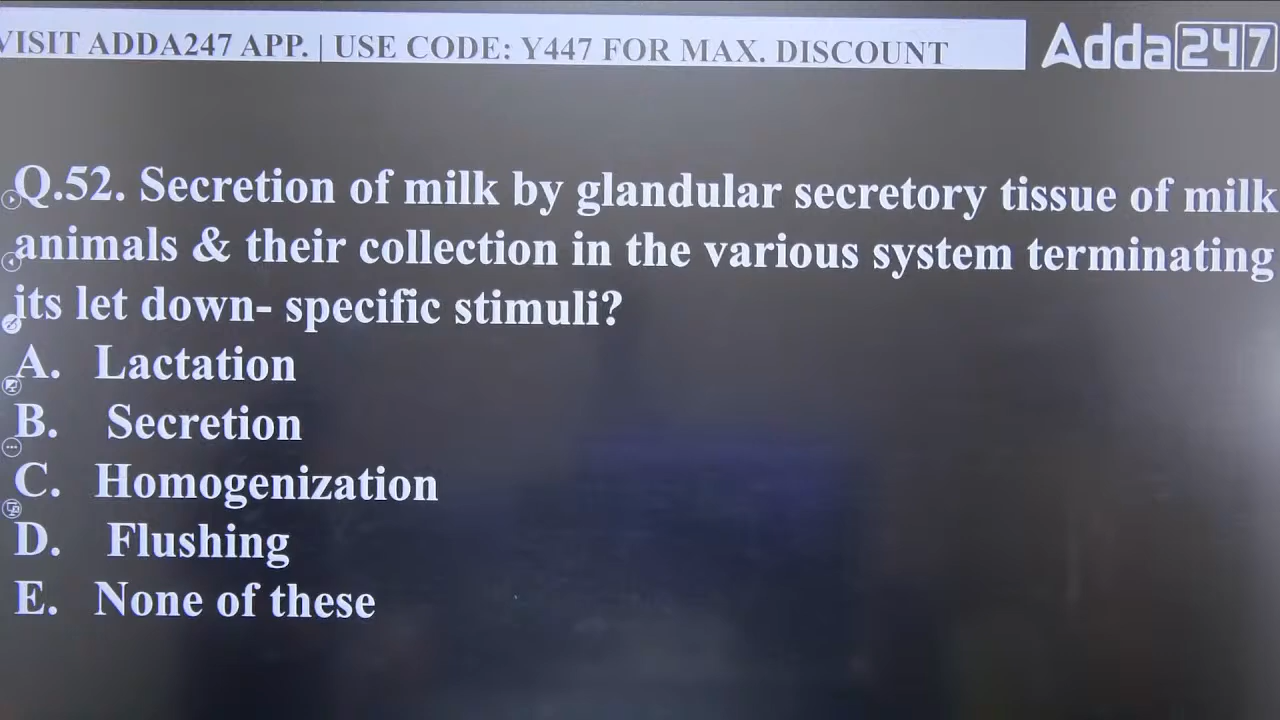 VISIT ADDA247 APP. | USE CODE: Y447 FOR MAX. DISCOUNT
Adda247
Q.52. Secretion of milk by glandular secretory tissue of milk
animals & their collection in the various system terminating
its let down- specific stimuli?
A. Lactation
B. Secretion
C. Homogenization
D. Flushing
E. None of these